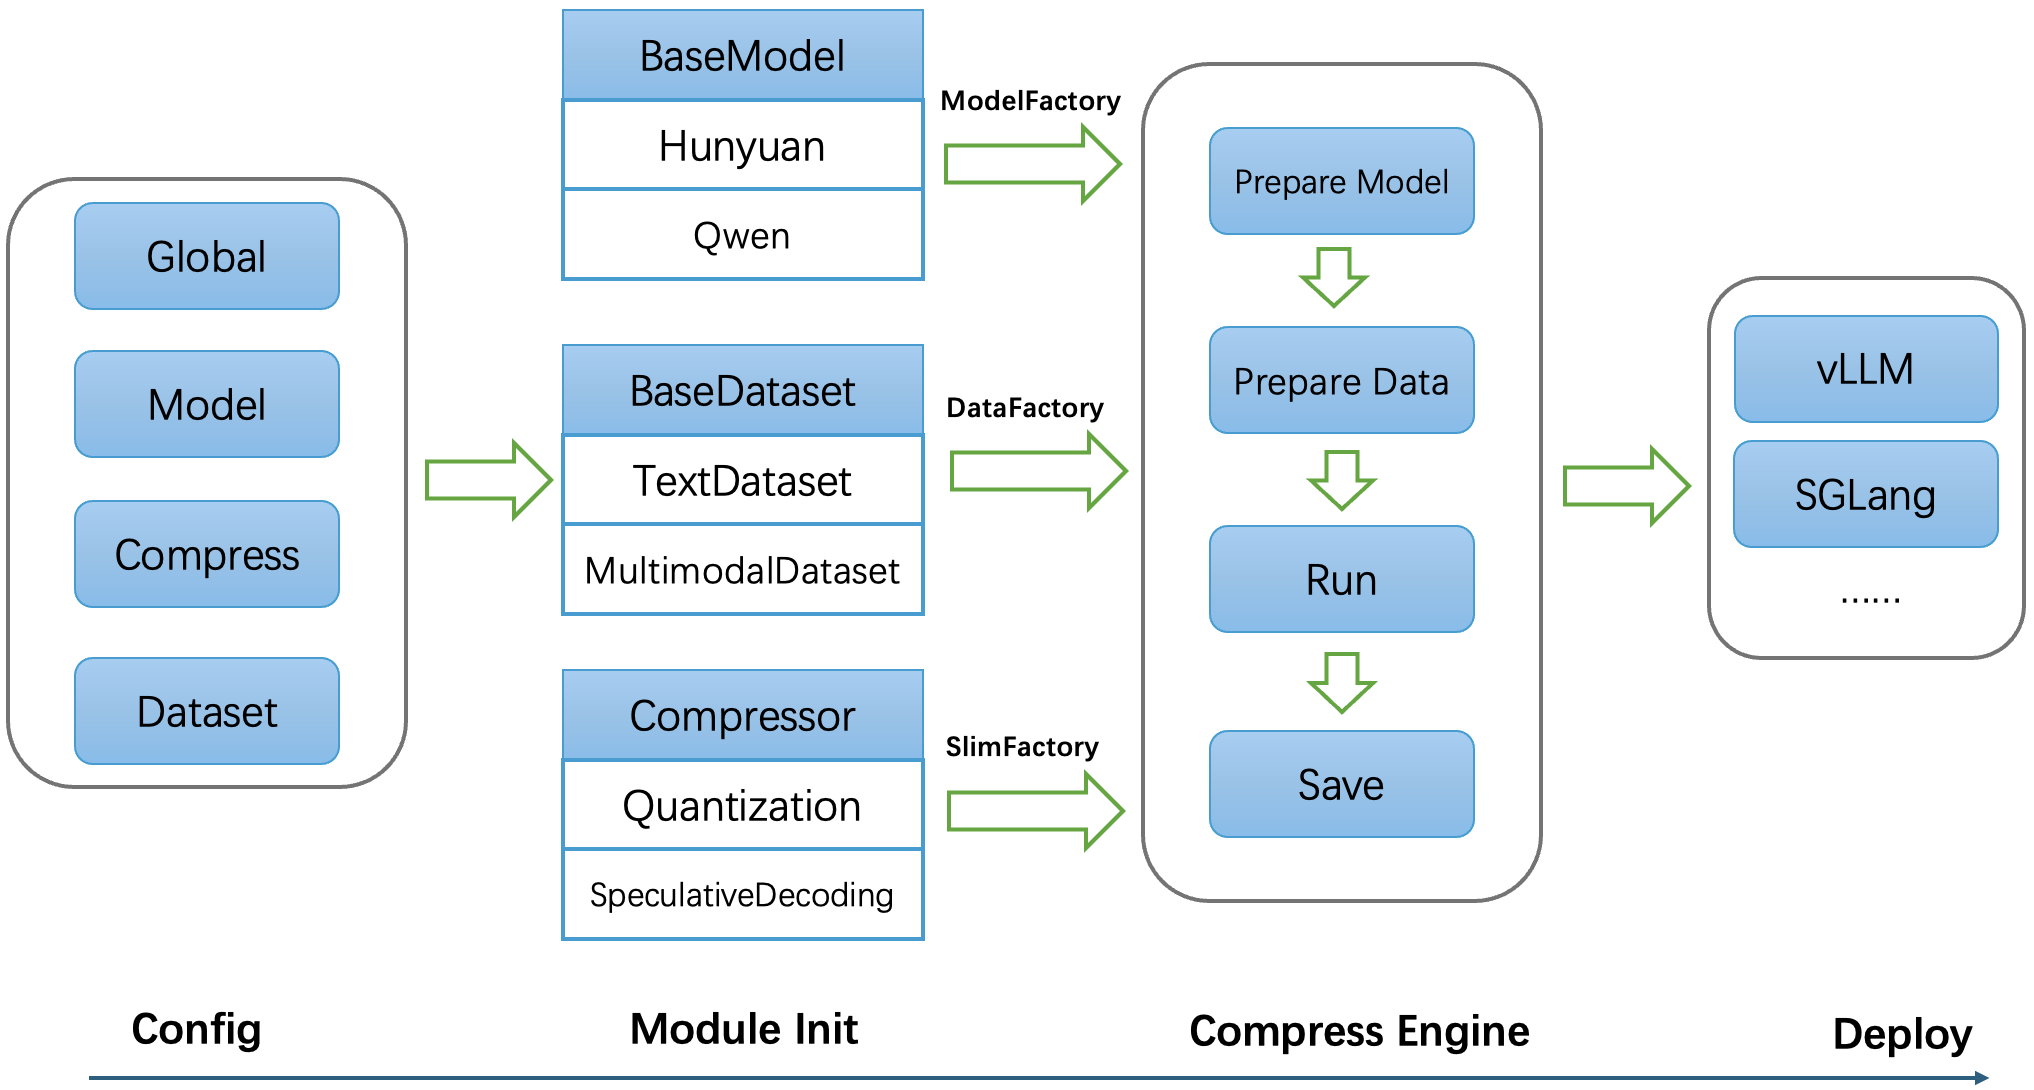 Global
Model
Compress
Dataset
BaseModel
Hunyuan
Qwen
BaseDataset
TextDataset
MultimodalDataset
Compressor
Quantization
SpeculativeDecoding
ModelFactory
DataFactory
SlimFactory
Prepare Model
Prepare Data
Run
Save
vLLM
SGLang
......
Config
Module Init
Compress Engine
Deploy